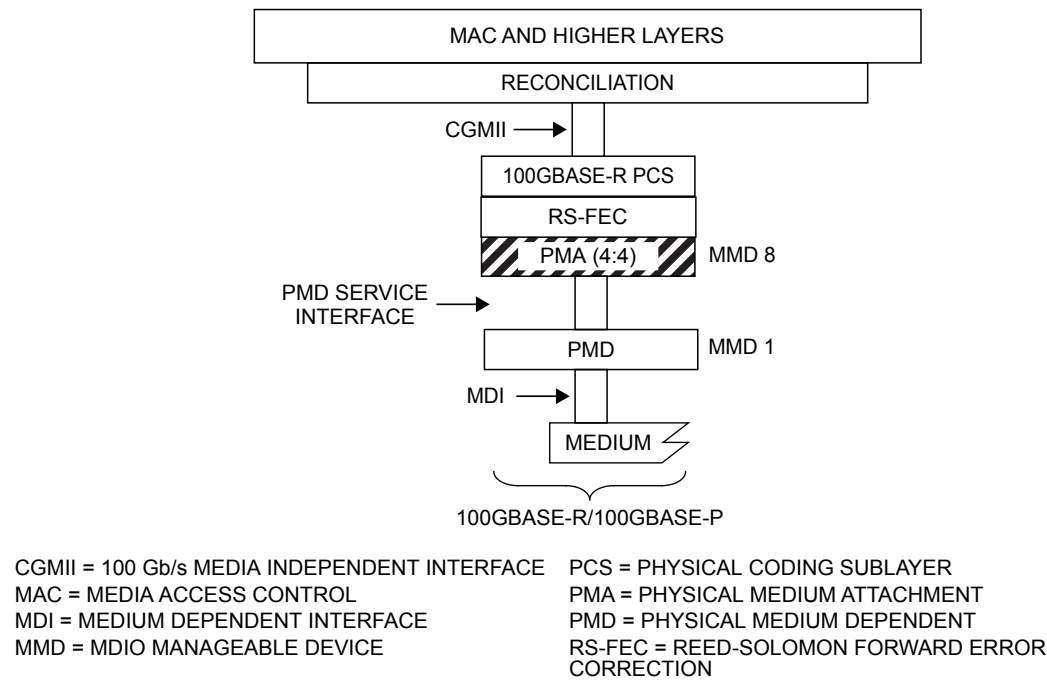 MAC AND HIGHER LAYERS
RECONCILIATION
CGMII
100GBASE-R PCS
RS-FEC
PMA (4:4)
MMD 8
PMD SERVICE
INTERFACE
PMD
MMD 1
MDI
MEDIUM
100GBASE-R/100GBASE-P
CGMII = 100 Gb/s MEDIA INDEPENDENT INTERFACE
MAC = MEDIA ACCESS CONTROL
MDI = MEDIUM DEPENDENT INTERFACE
MMD = MDIO MANAGEABLE DEVICE
PCS = PHYSICAL CODING SUBLAYER
PMA = PHYSICAL MEDIUM ATTACHMENT
PMD = PHYSICAL MEDIUM DEPENDENT
RS-FEC = REED-SOLOMON FORWARD ERROR
CORRECTION